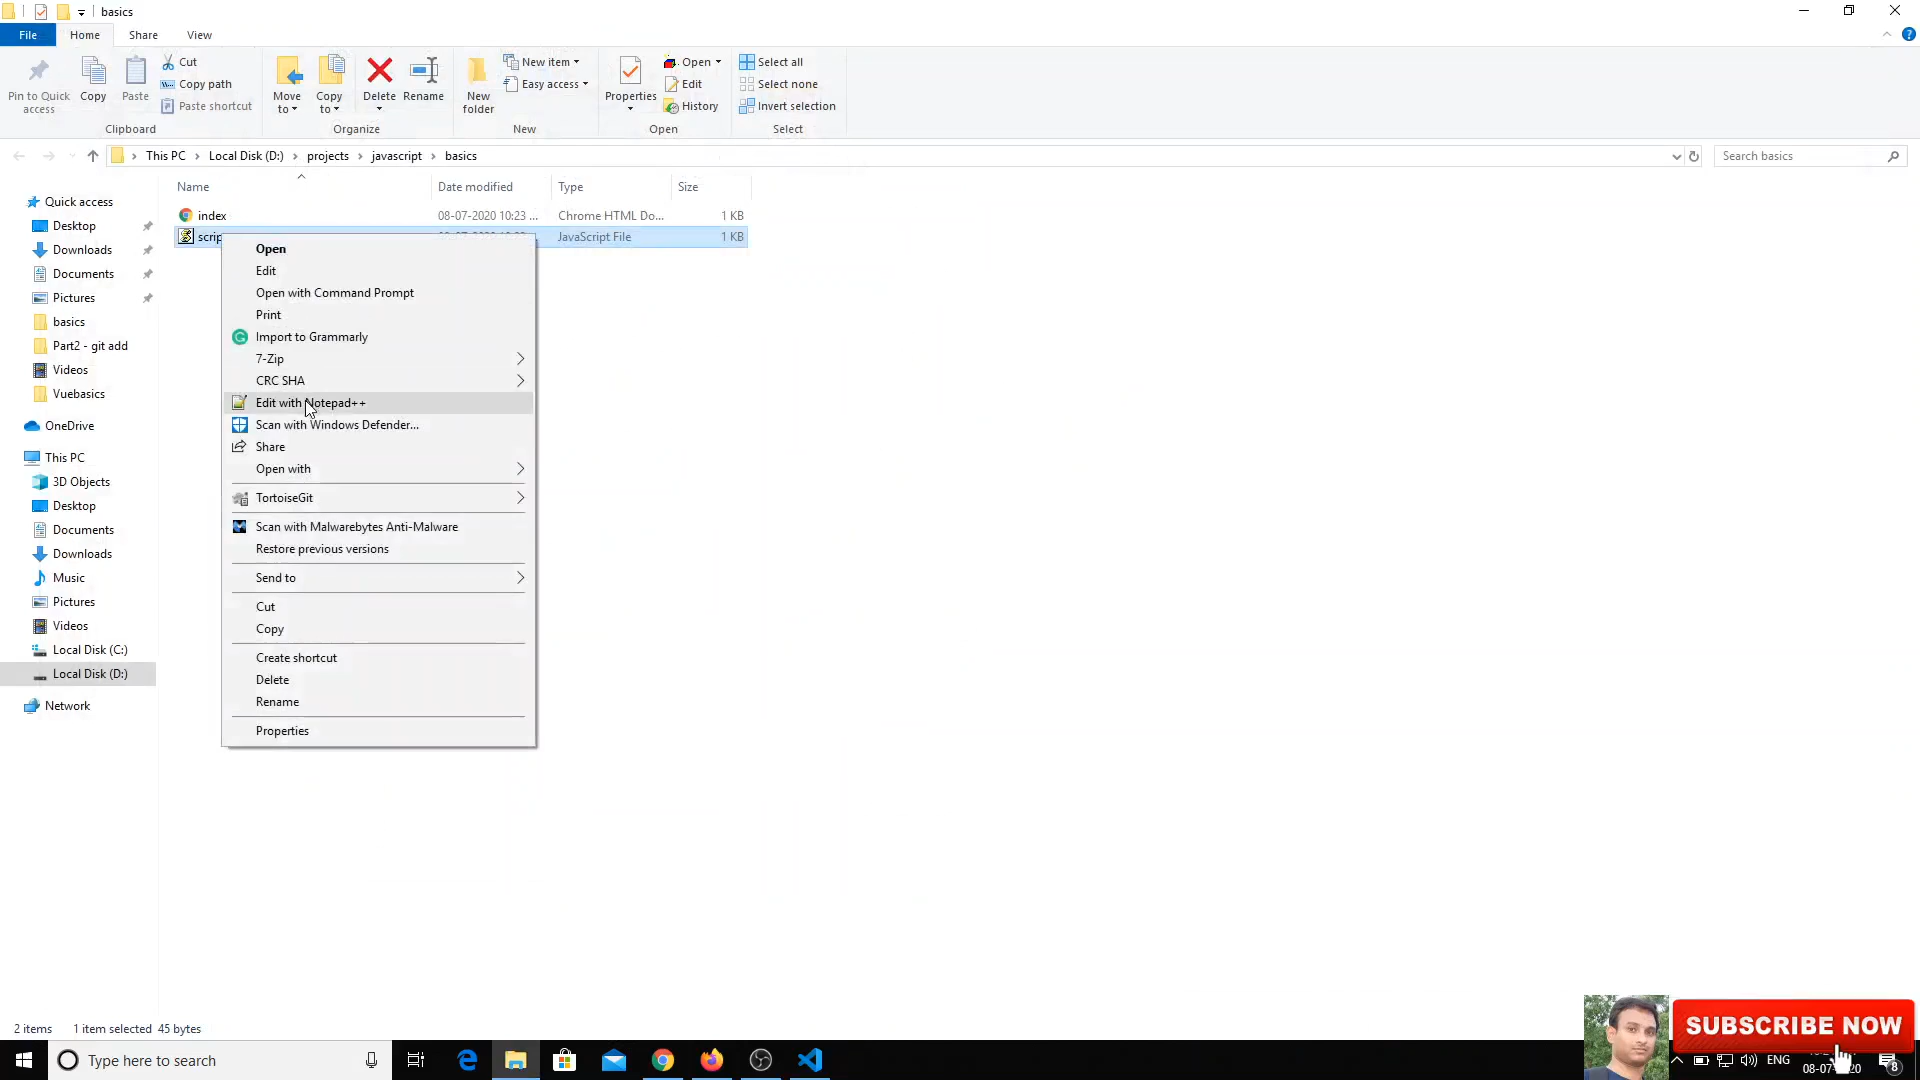 basics
File Home Share View
Pin to Quick access
Copy
Paste
Cut
Copy path
Paste shortcut
Clipboard
Move to
Copy to
Delete
Rename
Organize
New folder
New item
Easy access
New
Properties
Open
Edit
History
Open
Select all
Select none
Invert selection
Select
This PC Local Disk (D:) projects javascript basics
Search basics
Name Date modified Type Size
index 08-07-2020 10:23 ... Chrome HTML Do... 1 KB
JavaScript File 1 KB
Quick access
Desktop
Downloads
Documents
Pictures
basics
Part2 - git add
Videos
Vuebasics
OneDrive
This PC
3D Objects
Desktop
Documents
Downloads
Music
Pictures
Videos
Local Disk (C:)
Local Disk (D:)
Network
Open
Edit
Open with Command Prompt
Print
Import to Grammarly
7-Zip
CRC SHA
Edit with Notepad++
Scan with Windows Defender...
Share
Open with
TortoiseGit
Scan with Malwarebytes Anti-Malware
Restore previous versions
Send to
Cut
Copy
Create shortcut
Delete
Rename
Properties
2 items 1 item selected 45 bytes
SUBSCRIBE NOW
Type here to search
ENG
8